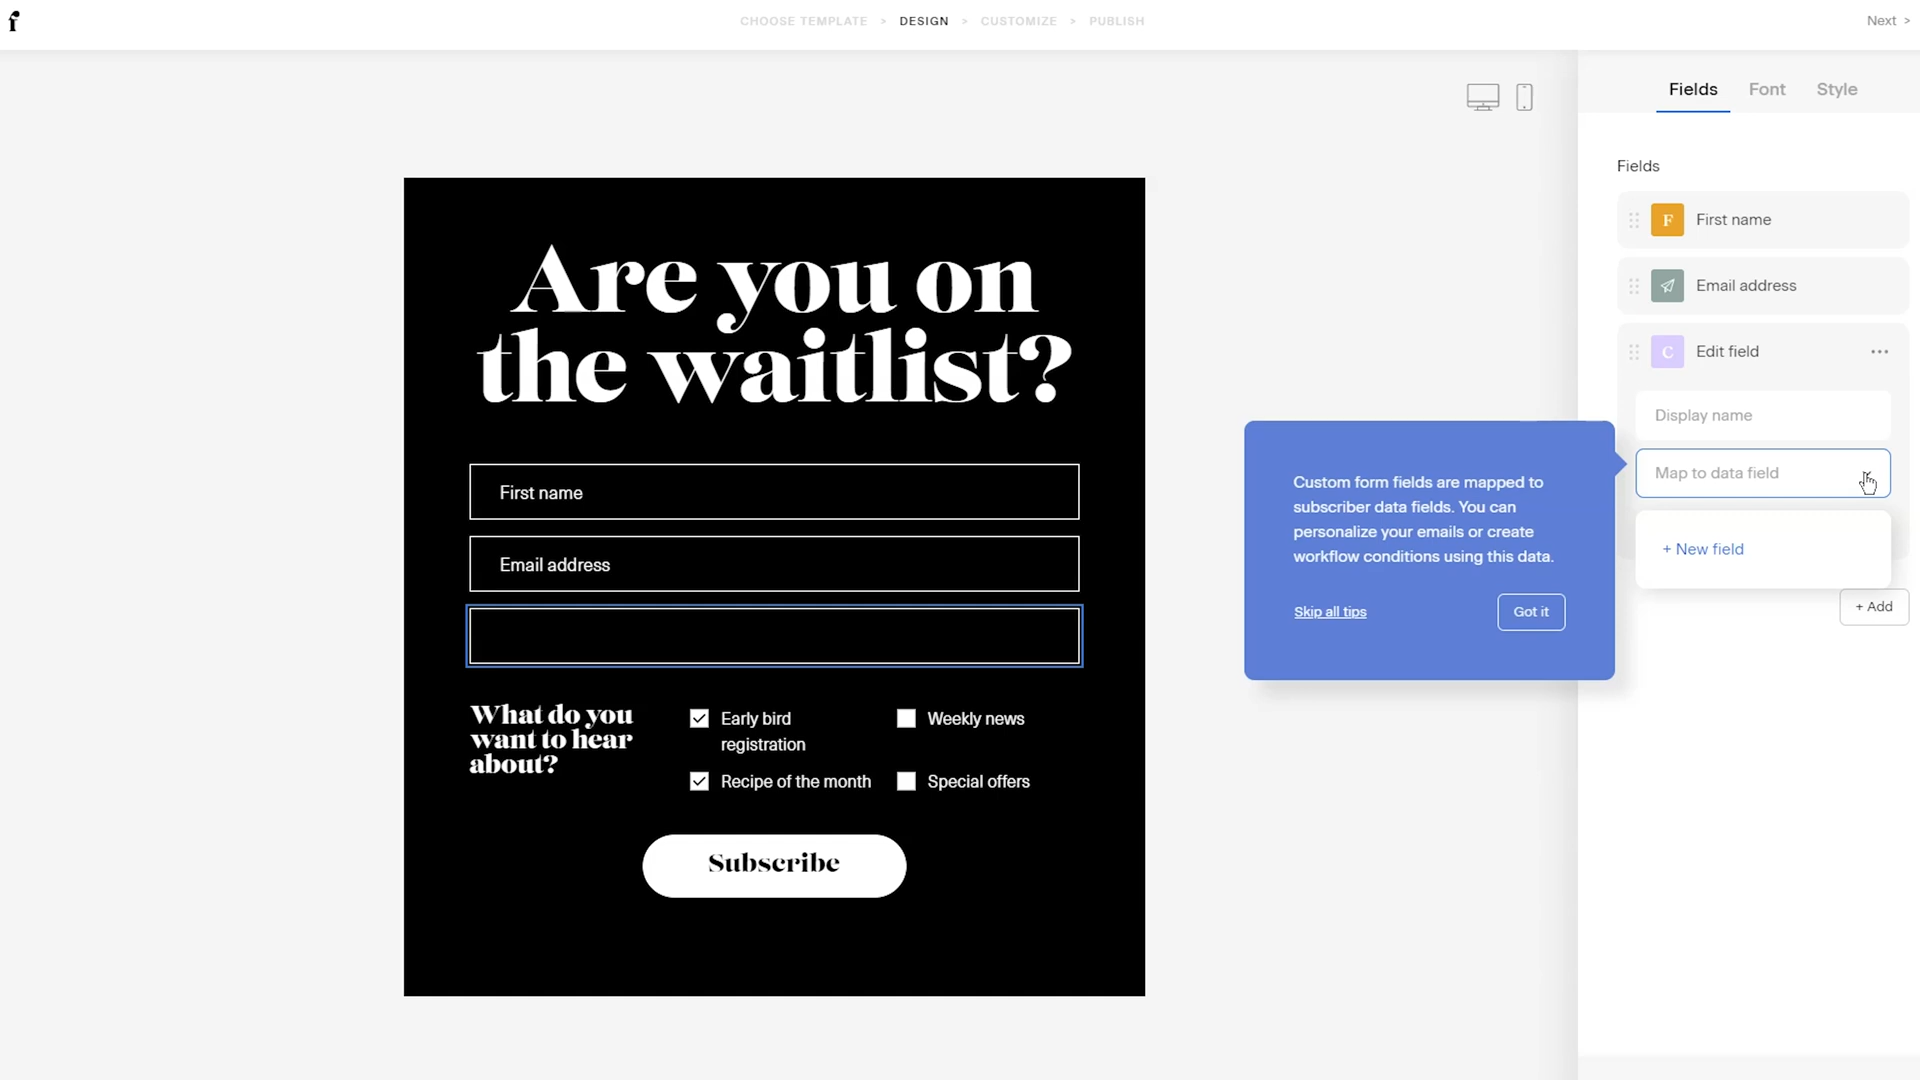 f
CHOOSE TEMPLATE > DESIGN > CUSTOMIZE > PUBLISH
Next >
Fields Font Style
Fields
F First name
Email address
C Edit field
Display name
Map to data field
+ New field
+ Add
Custom form fields are mapped to
subscriber data fields. You can
personalize your emails or create
workflow conditions using this data.
Skip all tips Got it
Are you on
the waitlist?
First name
Email address
What do you
want to hear
about?
Early bird
registration
Weekly news
Recipe of the month
Special offers
Subscribe